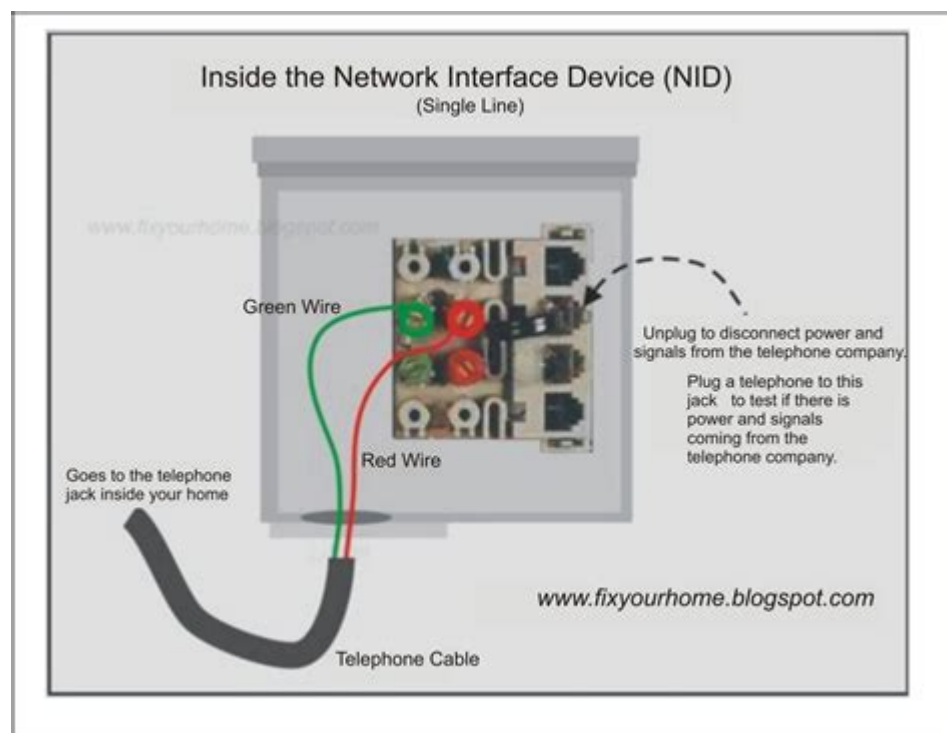 Inside the Network Interface Device (NID)
(Single Line)
www.fixyourhome.blogspot.com
Green Wire
Unplug to disconnect power and
signals from the telephone company.
Plug a telephone to this
jack to test if there is
power and signals
coming from the
telephone company.
Red Wire
Goes to the telephone
jack inside your home
www.fixyourhome.blogspot.com
Telephone Cable